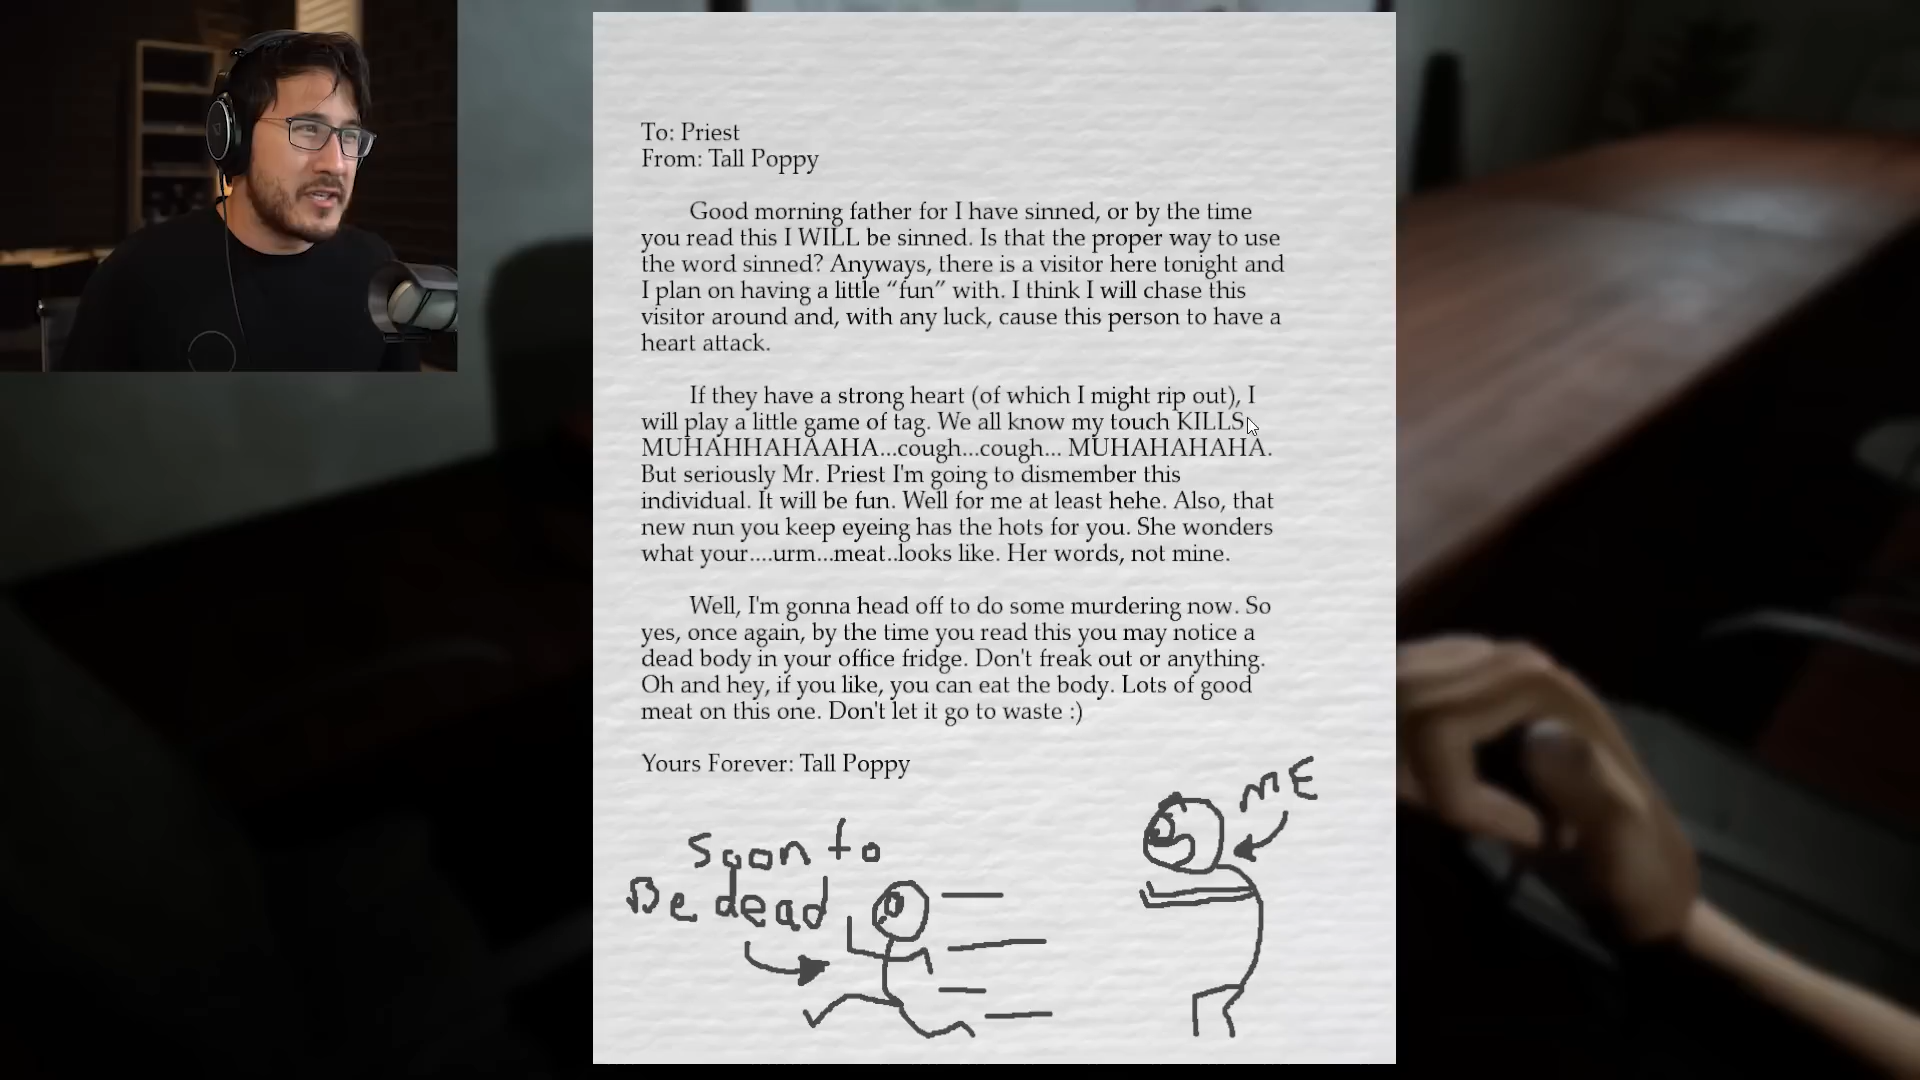 To: Priest
From: Tall Poppy
Good morning father for I have sinned, or by the time
you read this I WILL be sinned. Is that the proper way to use
the word sinned? Anyways, there is a visitor here tonight and
I plan on having a little “fun” with. I think I will chase this
visitor around and, with any luck, cause this person to have a
heart attack.
If they have a strong heart (of which I might rip out), I
will play a little game of tag. We all know my touch KILLS.
MUHAHHAHAAHA...cough...cough... MUHAHAHAHA.
But seriously Mr. Priest I'm going to dismember this
individual. It will be fun. Well for me at least hehe. Also, that
new nun you keep eyeing has the hots for you. She wonders
what your....urm...meat..looks like. Her words, not mine.
Well, I'm gonna head off to do some murdering now. So
yes, once again, by the time you read this you may notice a
dead body in your office fridge. Don't freak out or anything.
Oh and hey, if you like, you can eat the body. Lots of good
meat on this one. Don't let it go to waste :)
Yours Forever: Tall Poppy
ME
Soon to
Be dead